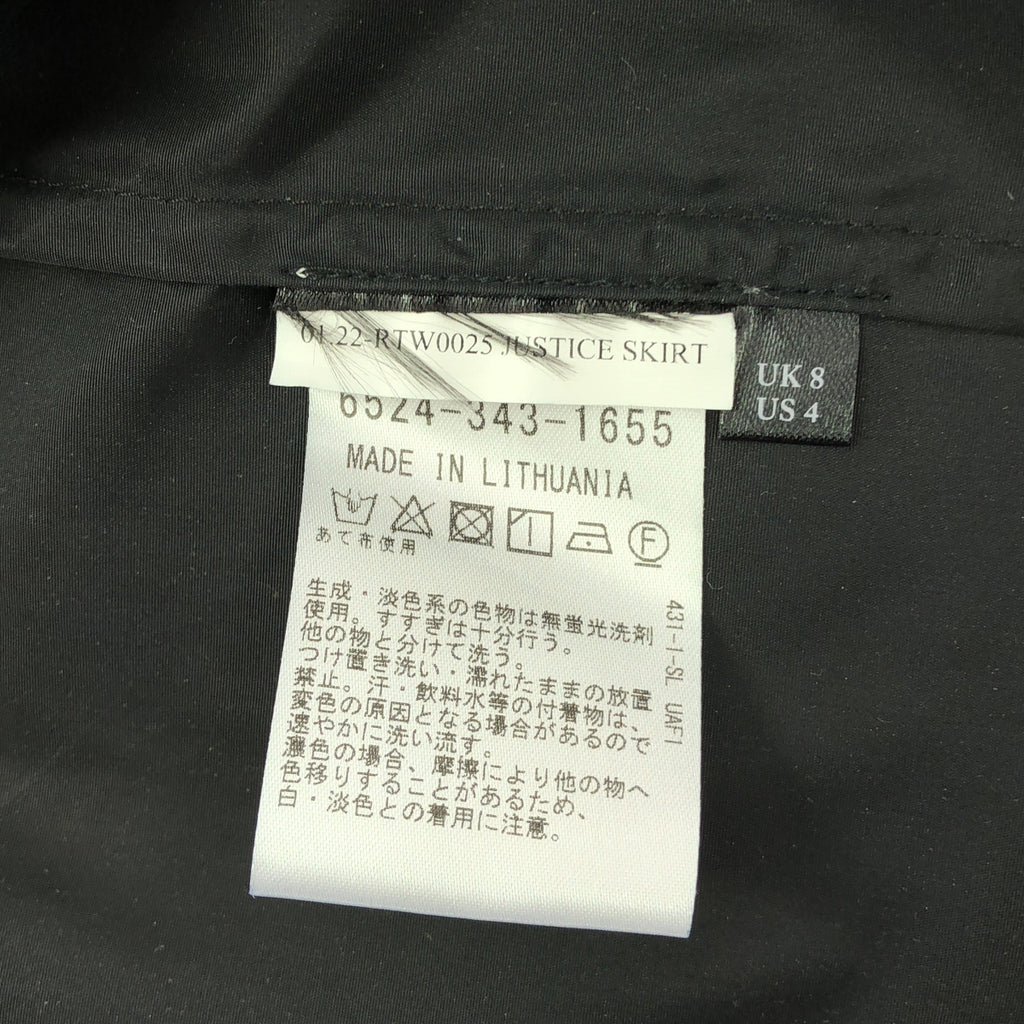 01.22-RTW0025 JUSTICE SKIRT
UK 8
US 4
6524-343-1655
MADE IN LITHUANIA
F
あて布使用
生成・淡色系の色物は無蛍光洗剤
使用。すすぎは十分行う。
他の物と分けて洗う。
つけ置き洗い・濡れたままの放置
禁止。汗・飲料水等の付着物は、
変色の原因となる場合があるので
速やかに洗い流す。
濃色の場合、摩擦により他の物へ
色移りすることがあるため、
白・淡色との着用に注意。
431-1-SL UAF1